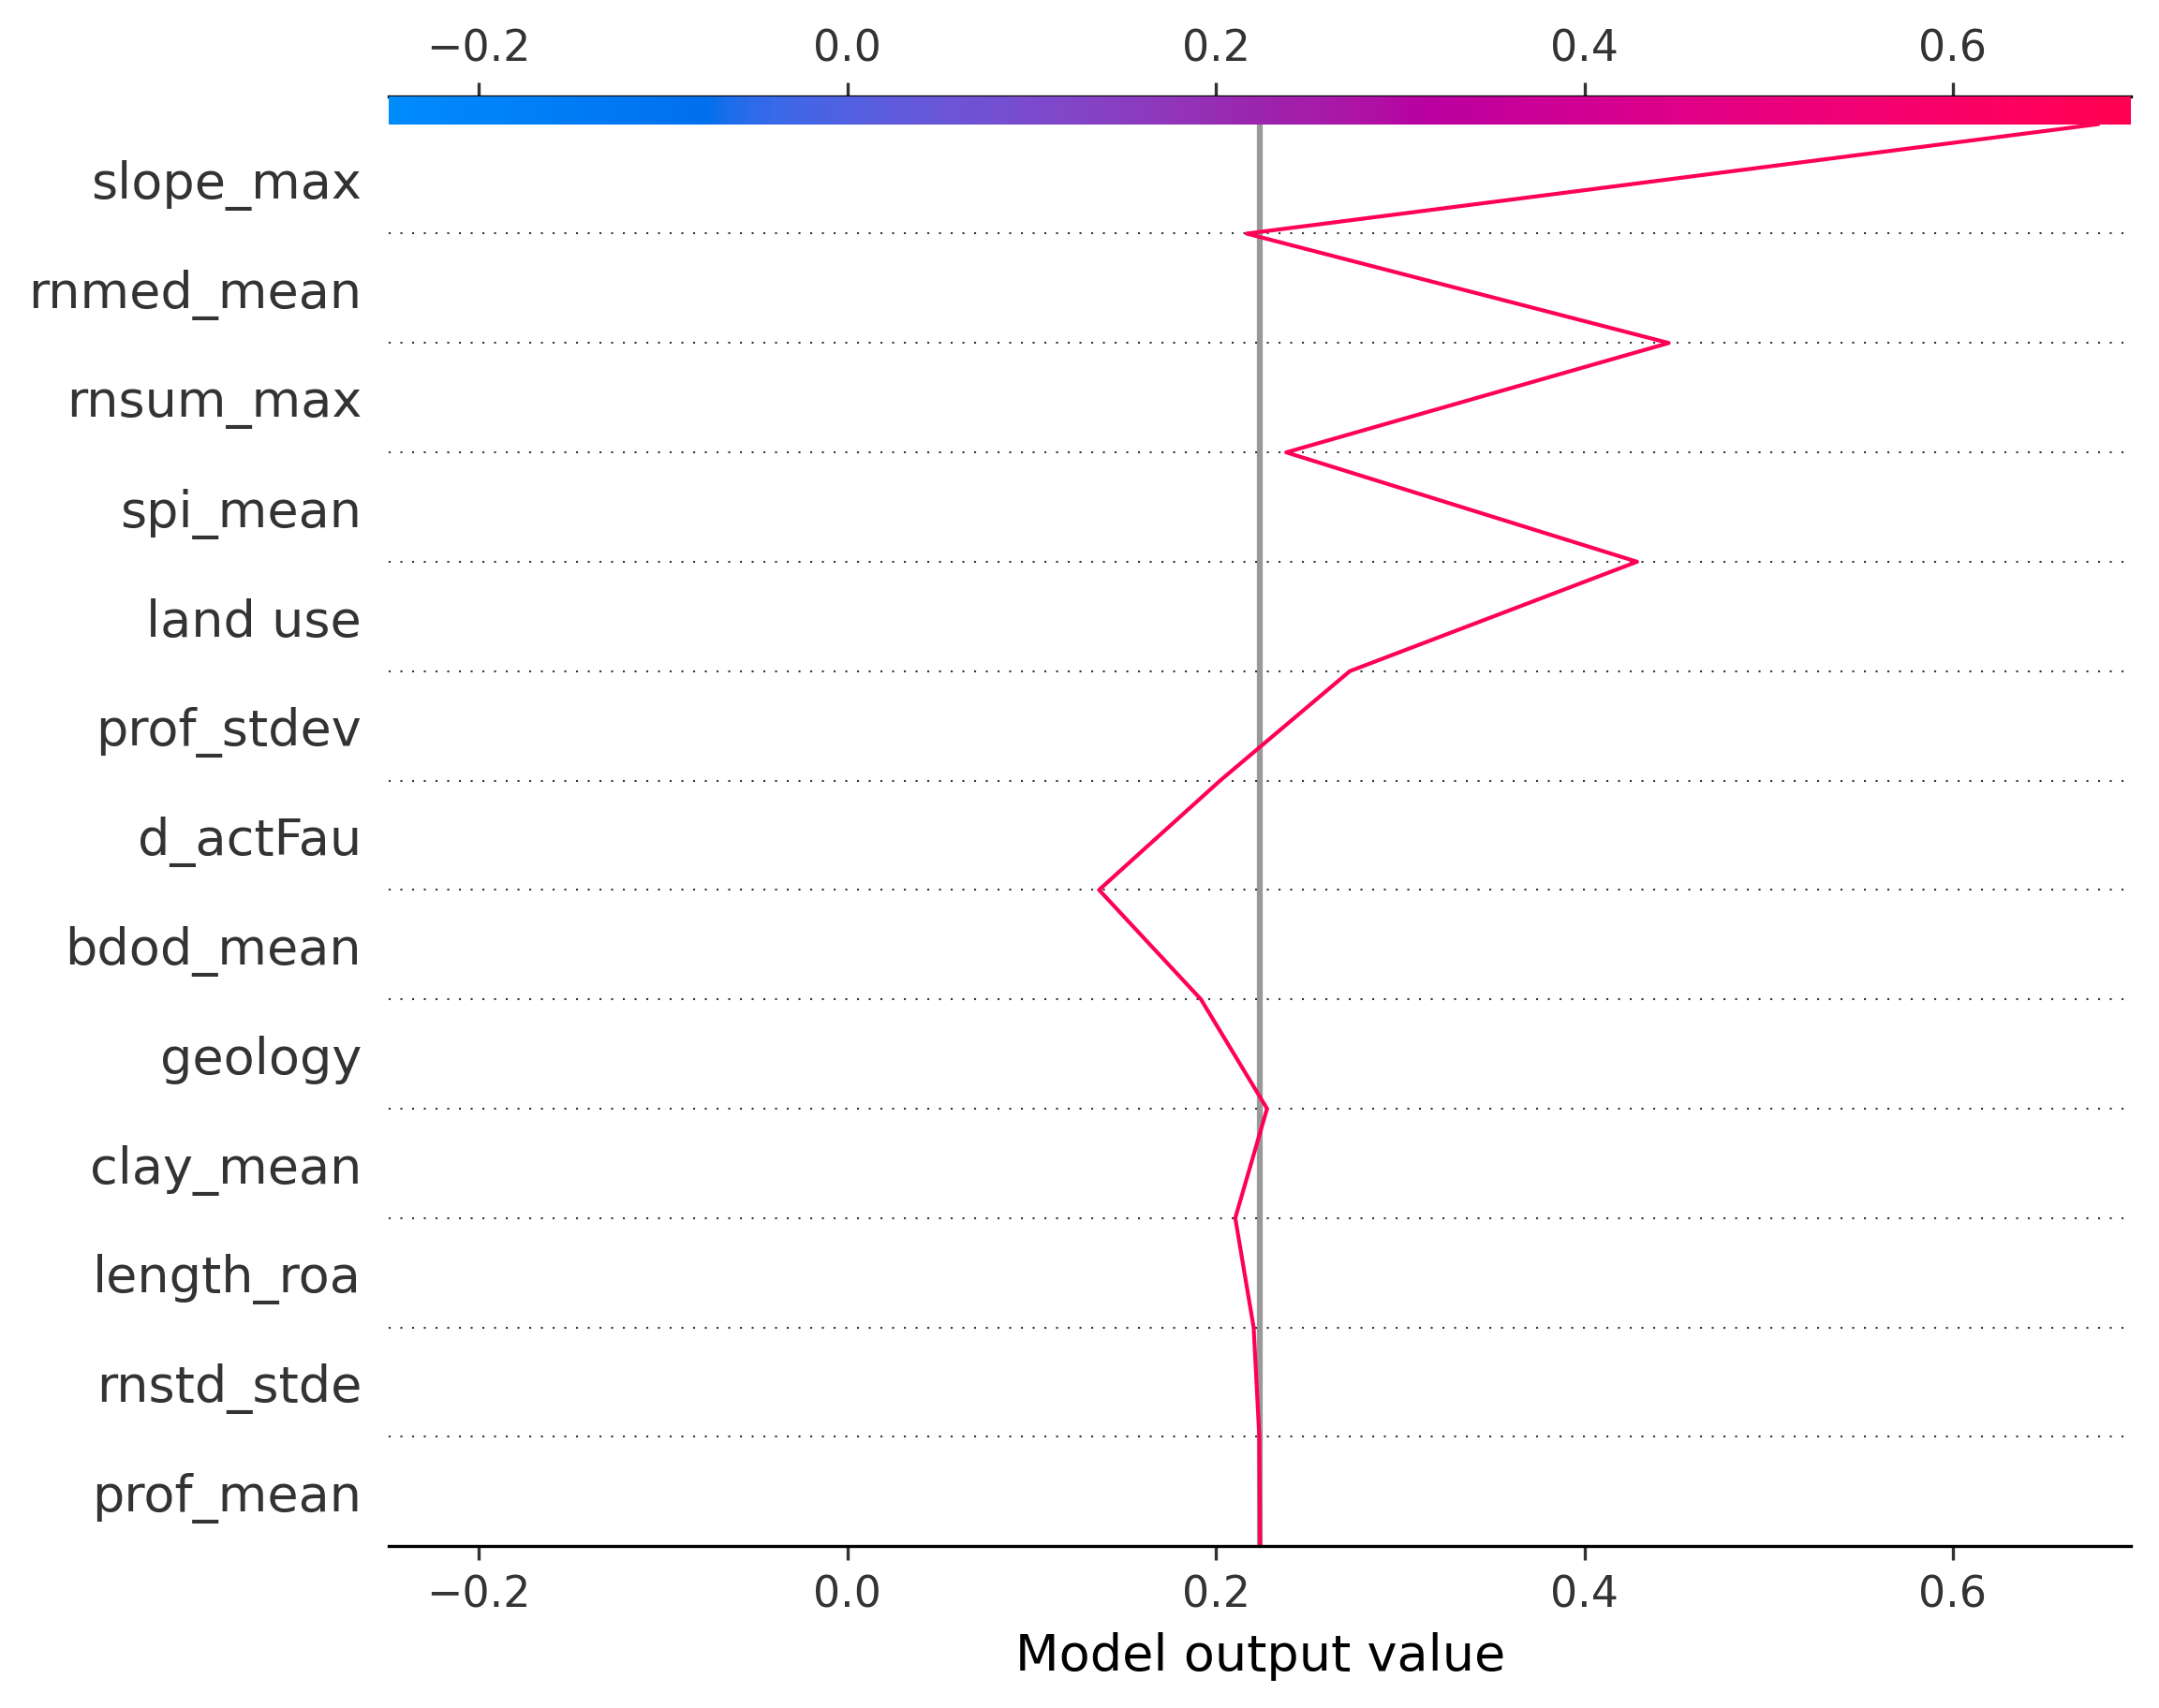 −0.2 0.0 0.2 0.4 0.6
slope_max
rnmed_mean
rnsum_max
spi_mean
land use
prof_stdev
d_actFau
bdod_mean
geology
clay_mean
length_roa
rnstd_stde
prof_mean
−0.2 0.0 0.2 0.4 0.6
Model output value